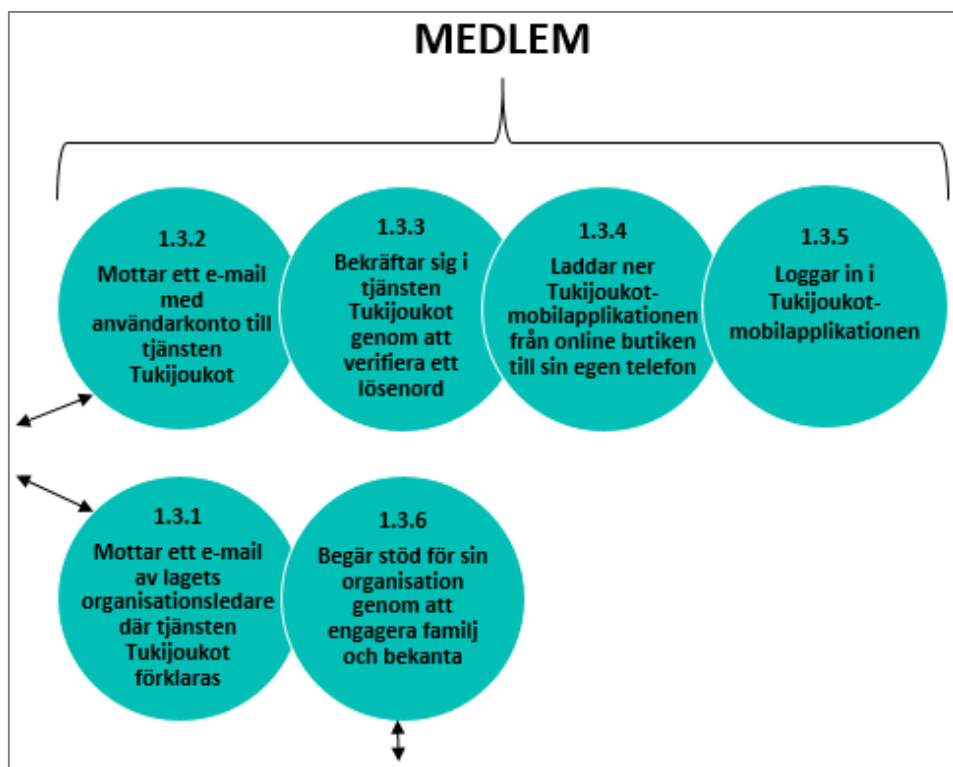 MEDLEM
1.3.2
Mottar ett e-mail
med
användarkonto till
tjänsten
Tukijoukot
1.3.3
Bekräftar sig i
tjänsten
Tukijoukot
genom att
verifiera ett
lösenord
1.3.4
Laddar ner
Tukijoukot-
mobilapplikationen
från online butiken
till sin egen telefon
1.3.5
Loggar in i
Tukijoukot-
mobilapplikationen
1.3.1
Mottar ett e-mail
av lagets
organisationsledare
där tjänsten
Tukijoukot
förklaras
1.3.6
Begär stöd för sin
organisation
genom att
engagera familj
och bekanta